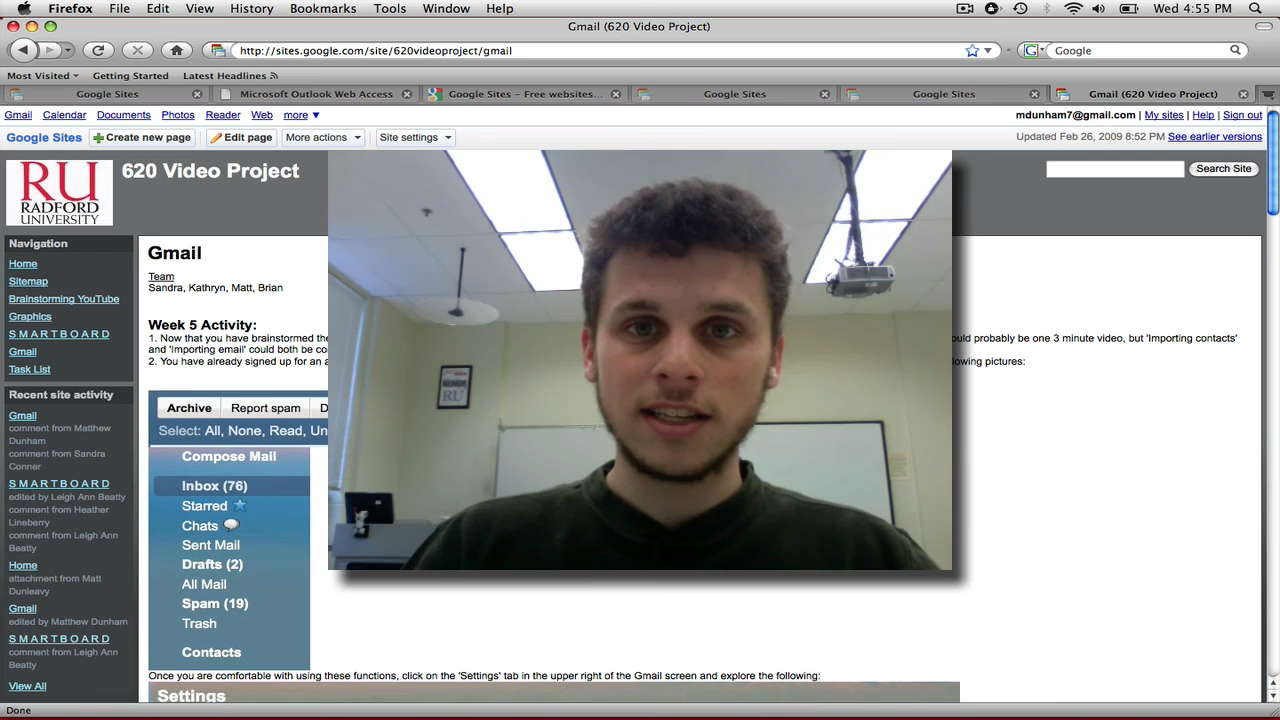 Firefox File Edit View History Bookmarks Tools Window Help Wed 4:55 PM
Gmail (620 Video Project)
http://sites.google.com/site/620videoproject/gmail
Google
Most Visited Getting Started Latest Headlines
Google Sites Microsoft Outlook Web Access Google Sites – Free websites... Google Sites Google Sites Gmail (620 Video Project)
Gmail Calendar Documents Photos Reader Web more mdunham7@gmail.com | My sites | Help | Sign out
Google Sites Create new page Edit page More actions Site settings Updated Feb 26, 2009 8:52 PM See earlier versions
RU
RADFORD
UNIVERSITY
620 Video Project
Search Site
Navigation
Home
Sitemap
Brainstorming YouTube
Graphics
S M A R T B O A R D
Gmail
Task List
Recent site activity
Gmail
comment from Matthew
Dunham
comment from Sandra
Conner
S M A R T B O A R D
edited by Leigh Ann Beatty
comment from Heather
Lineberry
comment from Leigh Ann
Beatty
Home
attachment from Matt
Dunleavy
Gmail
edited by Matthew Dunham
S M A R T B O A R D
comment from Leigh Ann
Beatty
View All
Gmail
Team
Sandra, Kathryn, Matt, Brian
Week 5 Activity:
1. Now that you have brainstormed the ould probably be one 3 minute video, but 'Importing contacts'
and 'Importing email' could both be co
2. You have already signed up for an a lowing pictures:
Archive Report spam D
Select: All, None, Read, Un
Compose Mail
Inbox (76)
Starred
Chats
Sent Mail
Drafts (2)
All Mail
Spam (19)
Trash
Contacts
HONOR
RU
Once you are comfortable with using these functions, click on the 'Settings' tab in the upper right of the Gmail screen and explore the following:
Settings
Done